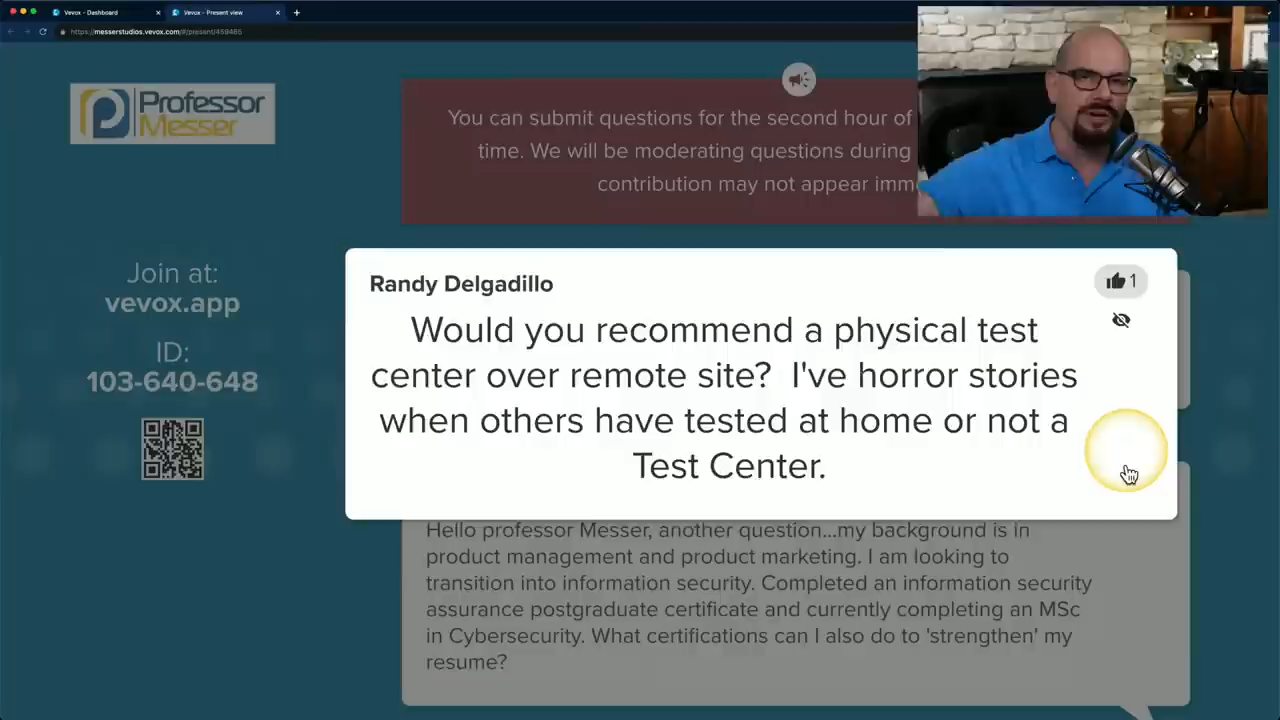 Vevox - Dashboard
Vevox - Present view
https://messerstudios.vevox.com/#/present/459465
Professor
Messer
You can submit questions for the second hour of
time. We will be moderating questions during
contribution may not appear imm
Join at:
vevox.app
ID:
103-640-648
Randy Delgadillo
1
Would you recommend a physical test
center over remote site? I've horror stories
when others have tested at home or not a
Test Center.
Hello professor Messer, another question...my background is in
product management and product marketing. I am looking to
transition into information security. Completed an information security
assurance postgraduate certificate and currently completing an MSc
in Cybersecurity. What certifications can I also do to 'strengthen' my
resume?